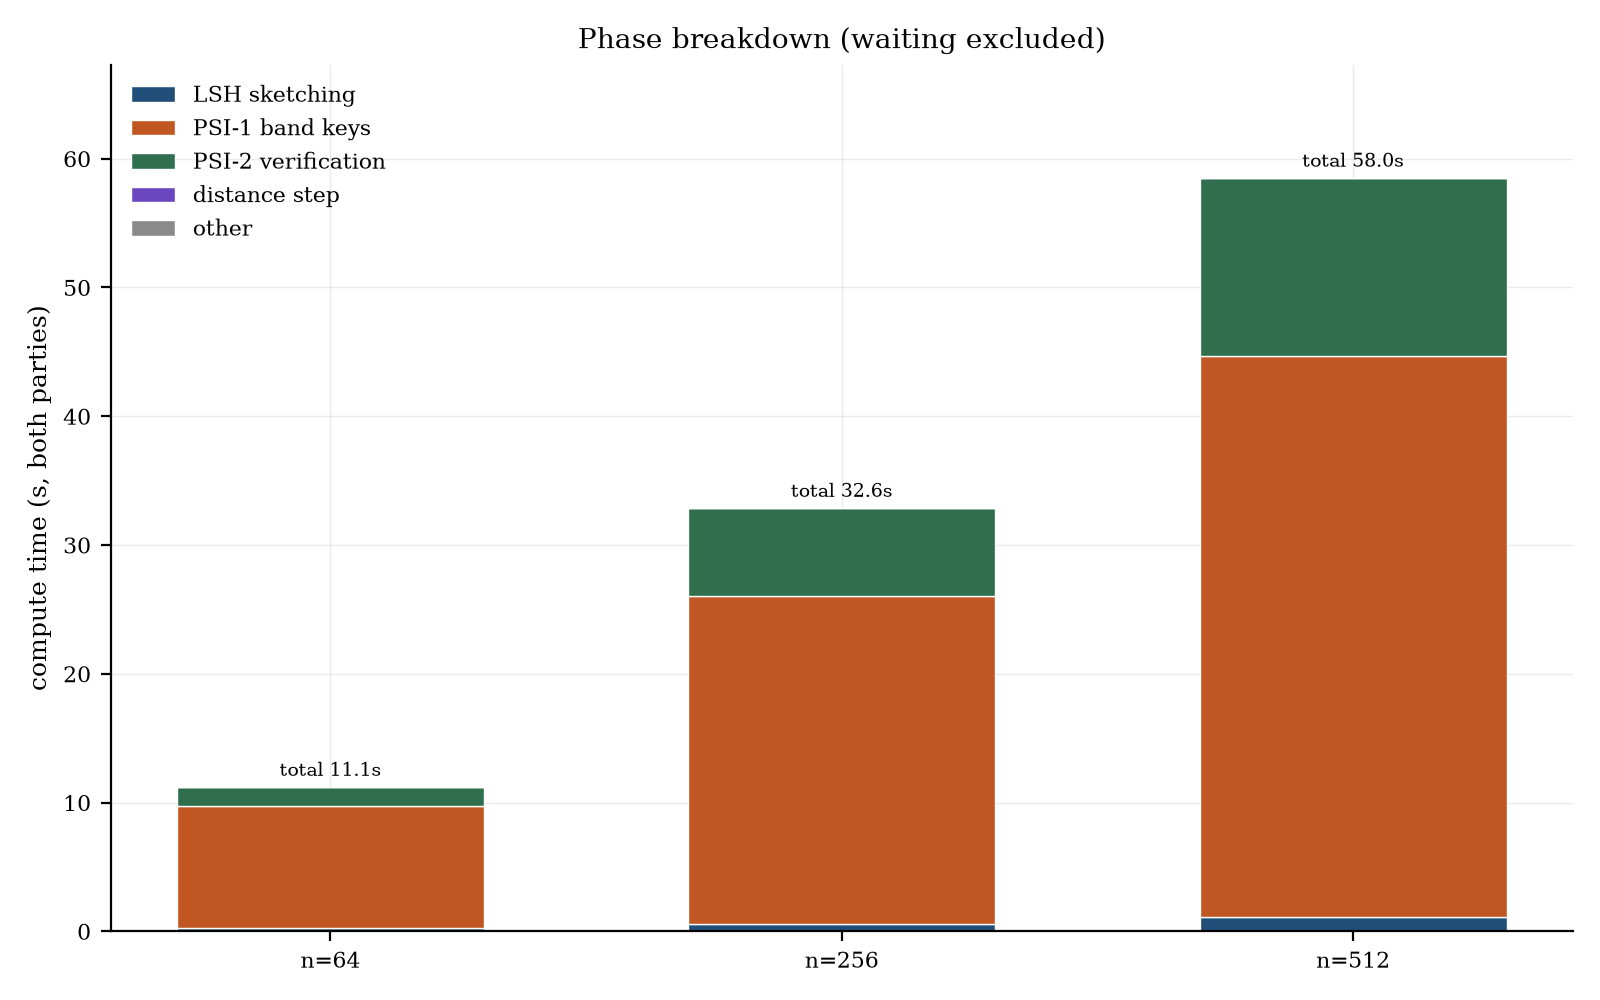 Phase breakdown (waiting excluded)
LSH sketching
PSI-1 band keys
PSI-2 verification
distance step
other
compute time (s, both parties)
60
50
40
30
20
10
0
total 11.1s
total 32.6s
total 58.0s
n=64
n=256
n=512